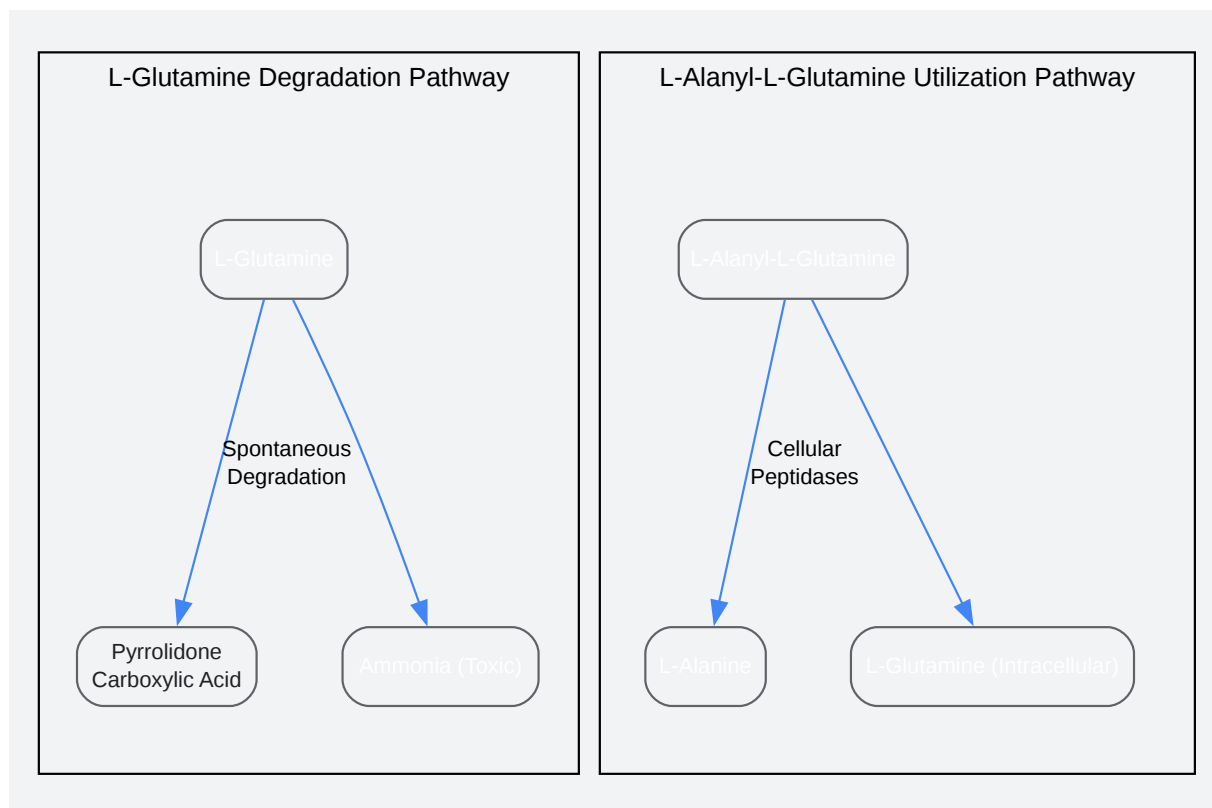 L-Glutamine Degradation Pathway
L-Glutamine
Spontaneous
Degradation
Pyrrolidone
Carboxylic Acid
Ammonia (Toxic)
L-Alanyl-L-Glutamine Utilization Pathway
L-Alanyl-L-Glutamine
Cellular
Peptidases
L-Alanine
L-Glutamine (Intracellular)